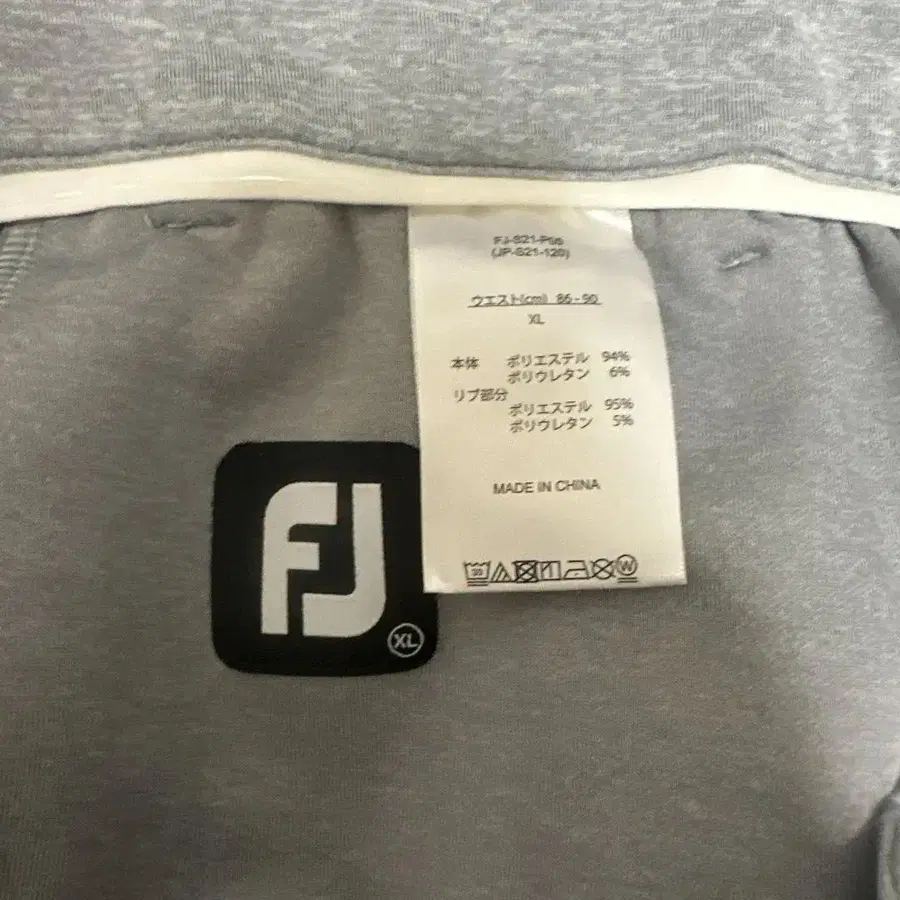 FJ-S21-P06
(JP-S21-120)
ウエスト(cm) 86-90
XL
本体 ポリエステル 94%
ポリウレタン 6%
リブ部分
ポリエステル 95%
ポリウレタン 5%
MADE IN CHINA
30
W
FJ
XL